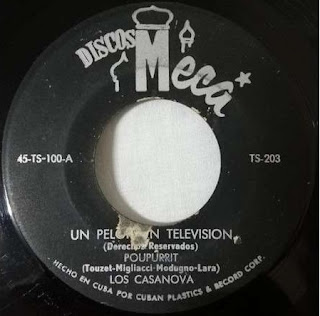 DISCOS
Meca
45-TS-100-A
TS-203
UN EN TELEVISION
(Derechos Reservados)
POUPURRIT
(Touzet-Migliacci-Modugno-Lara)
LOS CASANOVA
HECHO EN CUBA POR CUBAN PLASTICS & RECORD CORP.